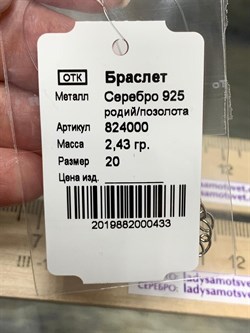 ОТК Браслет
Металл Серебро 925
родий/позолота
Артикул 824000
Масса 2,43 гр.
Размер 20
Цена изд.
2019882000433
ladysamotsvet
СЕРЕБРО: ladysamots